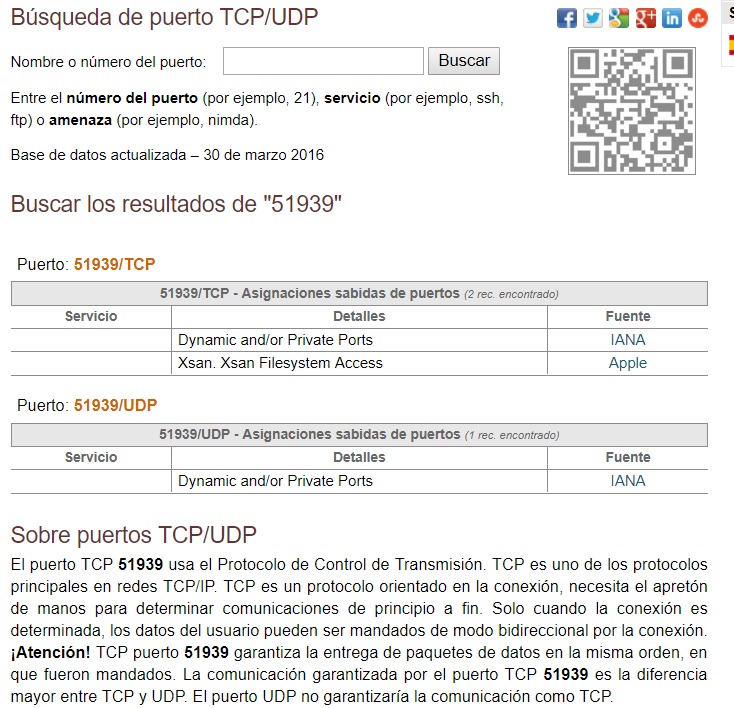 Búsqueda de puerto TCP/UDP
S
Nombre o número del puerto:
Buscar
Entre el número del puerto (por ejemplo, 21), servicio (por ejemplo, ssh,
ftp) o amenaza (por ejemplo, nimda).
Base de datos actualizada – 30 de marzo 2016
Buscar los resultados de "51939"
Puerto: 51939/TCP
51939/TCP - Asignaciones sabidas de puertos (2 rec. encontrado)
Servicio Detalles Fuente
Dynamic and/or Private Ports IANA
Xsan. Xsan Filesystem Access Apple
Puerto: 51939/UDP
51939/UDP - Asignaciones sabidas de puertos (1 rec. encontrado)
Servicio Detalles Fuente
Dynamic and/or Private Ports IANA
Sobre puertos TCP/UDP
El puerto TCP 51939 usa el Protocolo de Control de Transmisión. TCP es uno de los protocolos
principales en redes TCP/IP. TCP es un protocolo orientado en la conexión, necesita el apretón
de manos para determinar comunicaciones de principio a fin. Solo cuando la conexión es
determinada, los datos del usuario pueden ser mandados de modo bidireccional por la conexión.
¡Atención! TCP puerto 51939 garantiza la entrega de paquetes de datos en la misma orden, en
que fueron mandados. La comunicación garantizada por el puerto TCP 51939 es la diferencia
mayor entre TCP y UDP. El puerto UDP no garantizaría la comunicación como TCP.